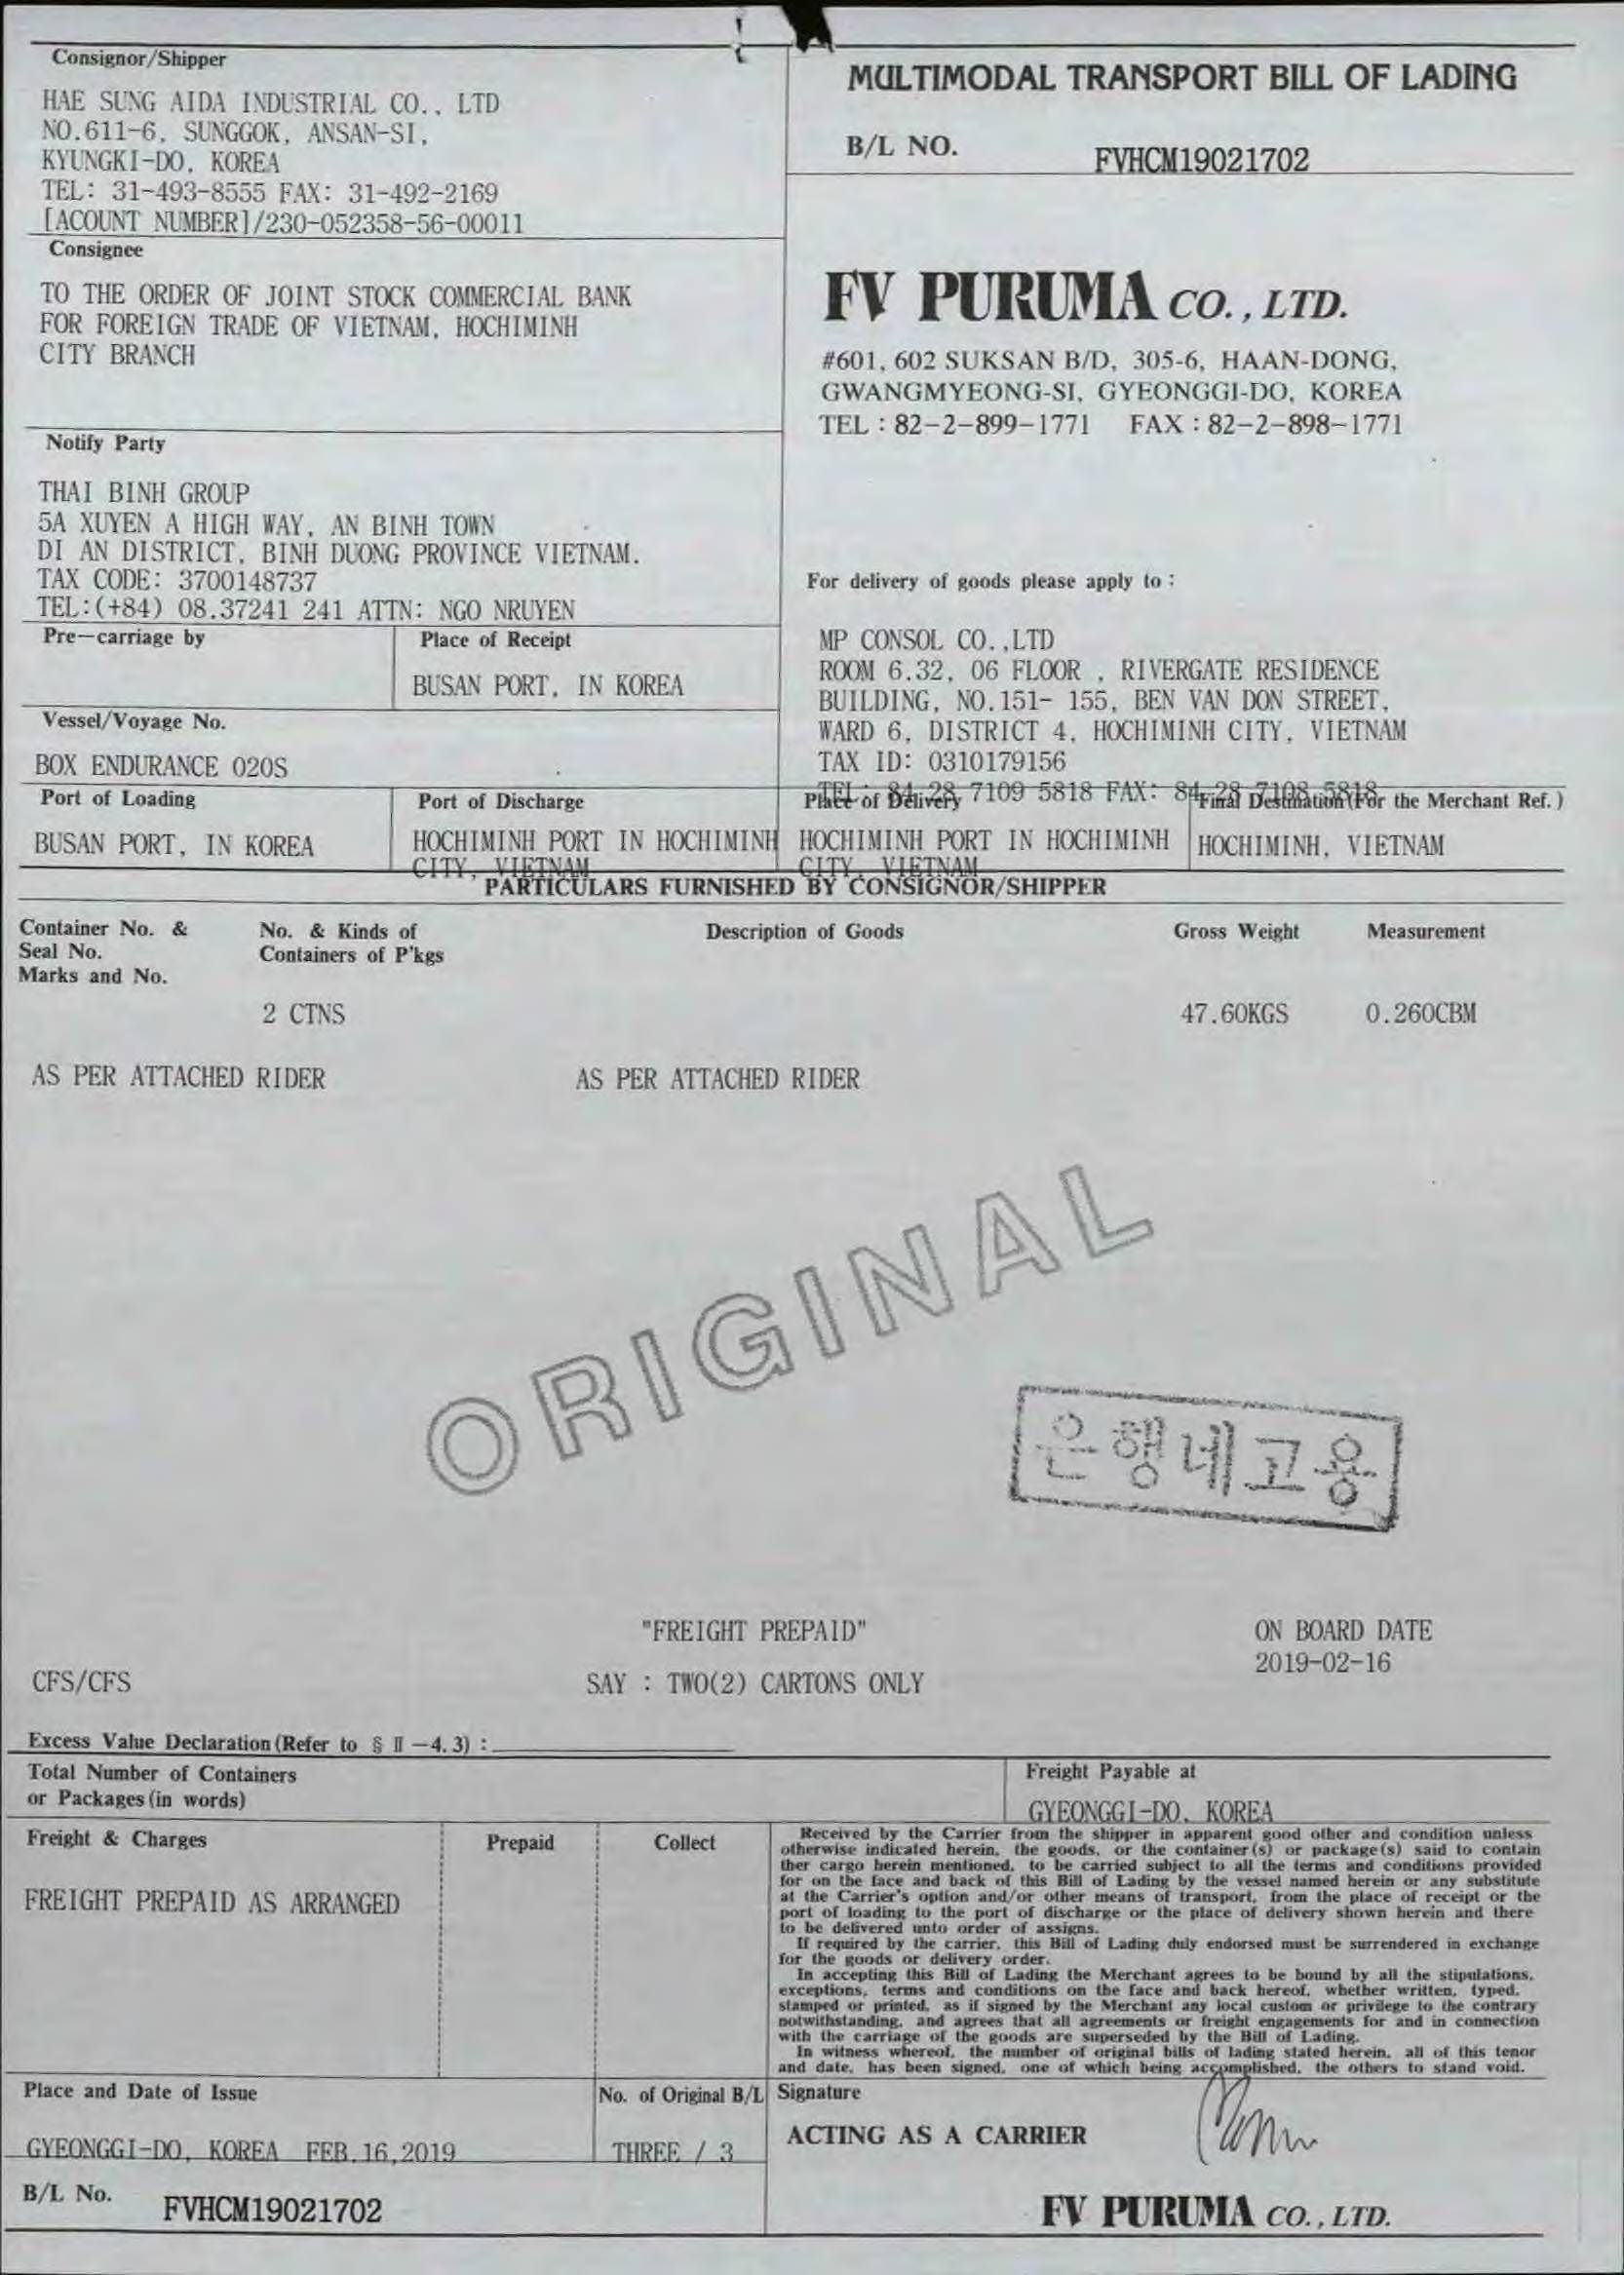 Consignor/Shipper
HAE SUNG AIDA INDUSTRIAL CO., LTD
NO.611-6, SUNGGOK, ANSAN-SI,
KYUNGKI-DO, KOREA
TEL: 31-493-8555 FAX: 31-492-2169
[ACOUNT NUMBER]/230-052358-56-00011
MULTIMODAL TRANSPORT BILL OF LADING
B/L NO. FVHCM19021702
Consignee
TO THE ORDER OF JOINT STOCK COMMERCIAL BANK
FOR FOREIGN TRADE OF VIETNAM, HOCHIMINH
CITY BRANCH
FV PURUMA CO., LTD.
#601, 602 SUKSAN B/D, 305-6, HAAN-DONG,
GWANGMYEONG-SI, GYEONGGI-DO, KOREA
TEL : 82-2-899-1771 FAX : 82-2-898-1771
Notify Party
THAI BINH GROUP
5A XUYEN A HIGH WAY, AN BINH TOWN
DI AN DISTRICT, BINH DUONG PROVINCE VIETNAM.
TAX CODE: 3700148737
TEL:(+84) 08.37241 241 ATTN: NGO NRUYEN
For delivery of goods please apply to :
MP CONSOL CO.,LTD
ROOM 6.32, 06 FLOOR , RIVERGATE RESIDENCE
BUILDING, NO.151- 155, BEN VAN DON STREET,
WARD 6, DISTRICT 4, HOCHIMINH CITY, VIETNAM
TAX ID: 0310179156
TEL: 84-28 7109 5818 FAX: 84-28 7108 5818
Pre-carriage by
Place of Receipt
BUSAN PORT, IN KOREA
Vessel/Voyage No.
BOX ENDURANCE 020S
Port of Loading
BUSAN PORT, IN KOREA
Port of Discharge
HOCHIMINH PORT IN HOCHIMINH
CITY, VIETNAM
Place of Delivery
HOCHIMINH PORT IN HOCHIMINH
CITY, VIETNAM
Final Destination(For the Merchant Ref.)
HOCHIMINH, VIETNAM
PARTICULARS FURNISHED BY CONSIGNOR/SHIPPER
Container No. &
Seal No.
Marks and No.
No. & Kinds of
Containers of P'kgs
Description of Goods
Gross Weight
Measurement
2 CTNS
47.60KGS
0.260CBM
AS PER ATTACHED RIDER
AS PER ATTACHED RIDER
ORIGINAL
은행네고용
"FREIGHT PREPAID"
ON BOARD DATE
2019-02-16
CFS/CFS
SAY : TWO(2) CARTONS ONLY
Excess Value Declaration(Refer to § Ⅱ -4.3) :
Total Number of Containers
or Packages(in words)
Freight Payable at
GYEONGGI-DO, KOREA
Freight & Charges
Prepaid
Collect
FREIGHT PREPAID AS ARRANGED
Received by the Carrier from the shipper in apparent good other and condition unless
otherwise indicated herein, the goods, or the container(s) or package(s) said to contain
ther cargo herein mentioned, to be carried subject to all the terms and conditions provided
for on the face and back of this Bill of Lading by the vessel named herein or any substitute
at the Carrier's option and/or other means of transport, from the place of receipt or the
port of loading to the port of discharge or the place of delivery shown herein and there
to be delivered unto order of assigns.
If required by the carrier, this Bill of Lading duly endorsed must be surrendered in exchange
for the goods or delivery order.
In accepting this Bill of Lading the Merchant agrees to be bound by all the stipulations,
exceptions, terms and conditions on the face and back hereof, whether written, typed,
stamped or printed, as if signed by the Merchant any local custom or privilege to the contrary
notwithstanding, and agrees that all agreements or freight engagements for and in connection
with the carriage of the goods are superseded by the Bill of Lading.
In witness whereof, the number of original bills of lading stated herein, all of this tenor
and date, has been signed, one of which being accomplished, the others to stand void.
Place and Date of Issue
GYEONGGI-DO, KOREA FEB.16,2019
No. of Original B/L
THREE / 3
Signature
ACTING AS A CARRIER
B/L No. FVHCM19021702
FV PURUMA CO., LTD.